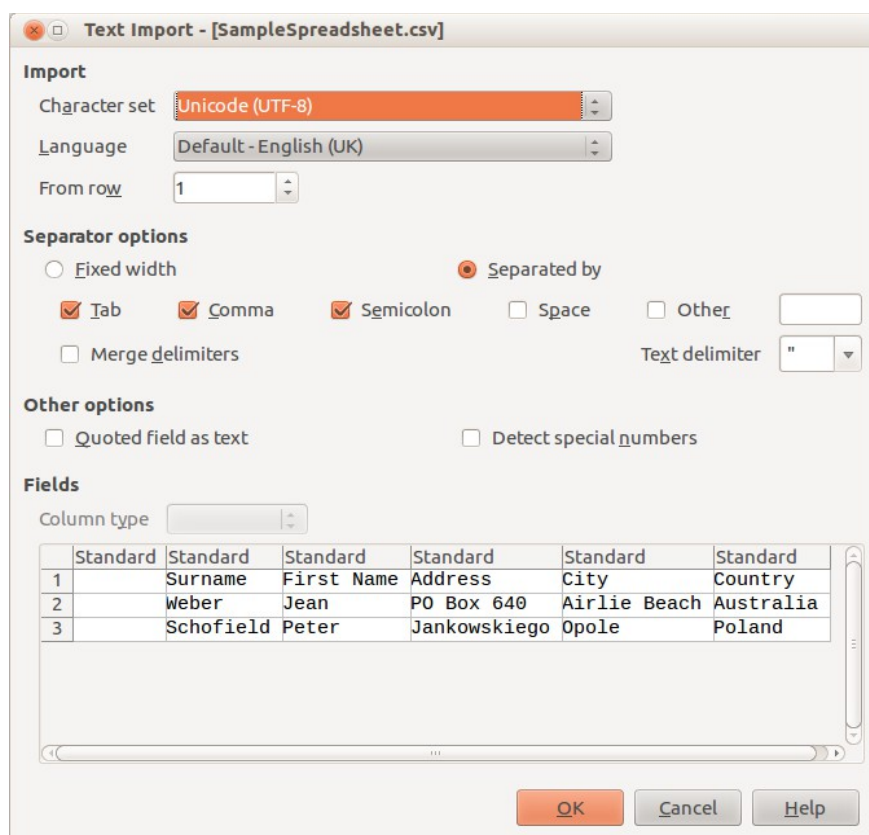 Text Import - [SampleSpreadsheet.csv]
Import
Character set Unicode (UTF-8)
Language Default - English (UK)
From row 1
Separator options
Fixed width Separated by
Tab Comma Semicolon Space Other
Merge delimiters Text delimiter "
Other options
Quoted field as text Detect special numbers
Fields
Column type
Standard Standard Standard Standard Standard Standard
1 Surname First Name Address City Country
2 Weber Jean PO Box 640 Airlie Beach Australia
3 Schofield Peter Jankowskiego Opole Poland
OK Cancel Help